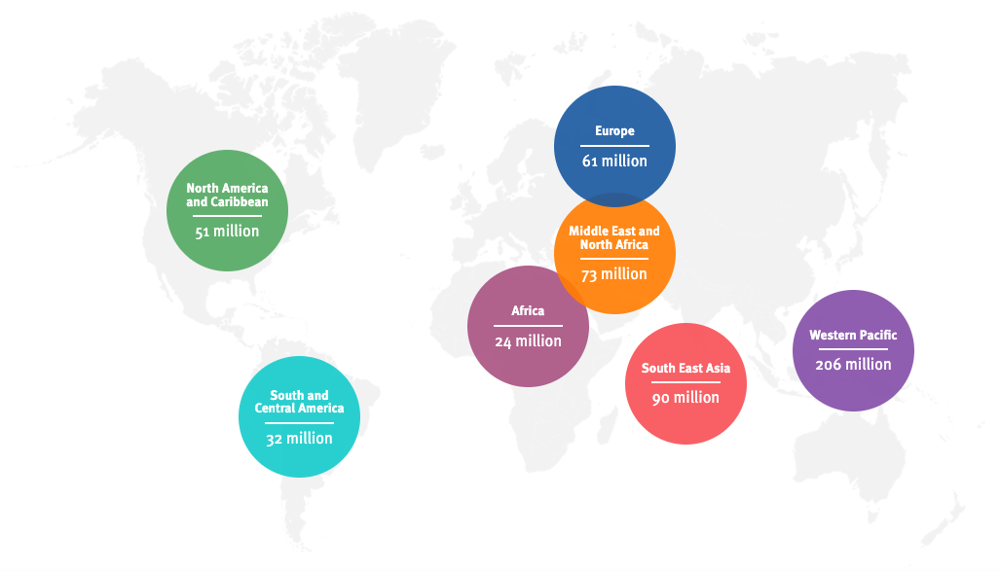 Europe
61 million
North America
and Caribbean
51 million
Middle East and
North Africa
73 million
Africa
24 million
Western Pacific
206 million
South East Asia
90 million
South and
Central America
32 million